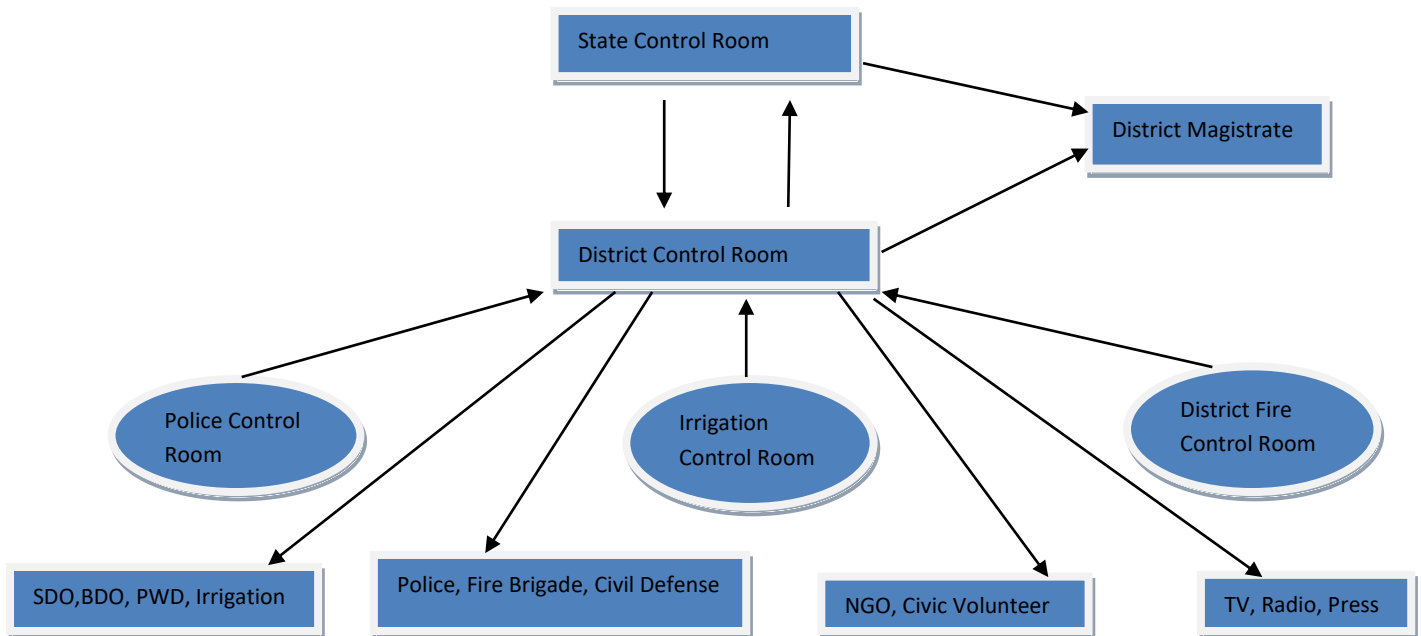 State Control Room
District Magistrate
District Control Room
Police Control
Room
Irrigation
Control Room
District Fire
Control Room
SDO,BDO, PWD, Irrigation
Police, Fire Brigade, Civil Defense
NGO, Civic Volunteer
TV, Radio, Press